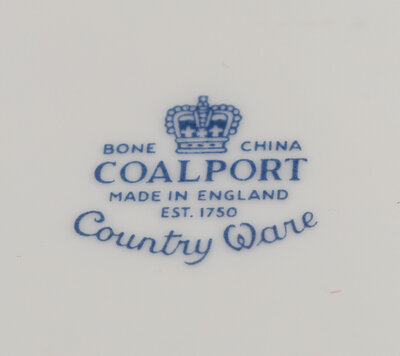 BONE CHINA
COALPORT
MADE IN ENGLAND
EST. 1750
Country Ware